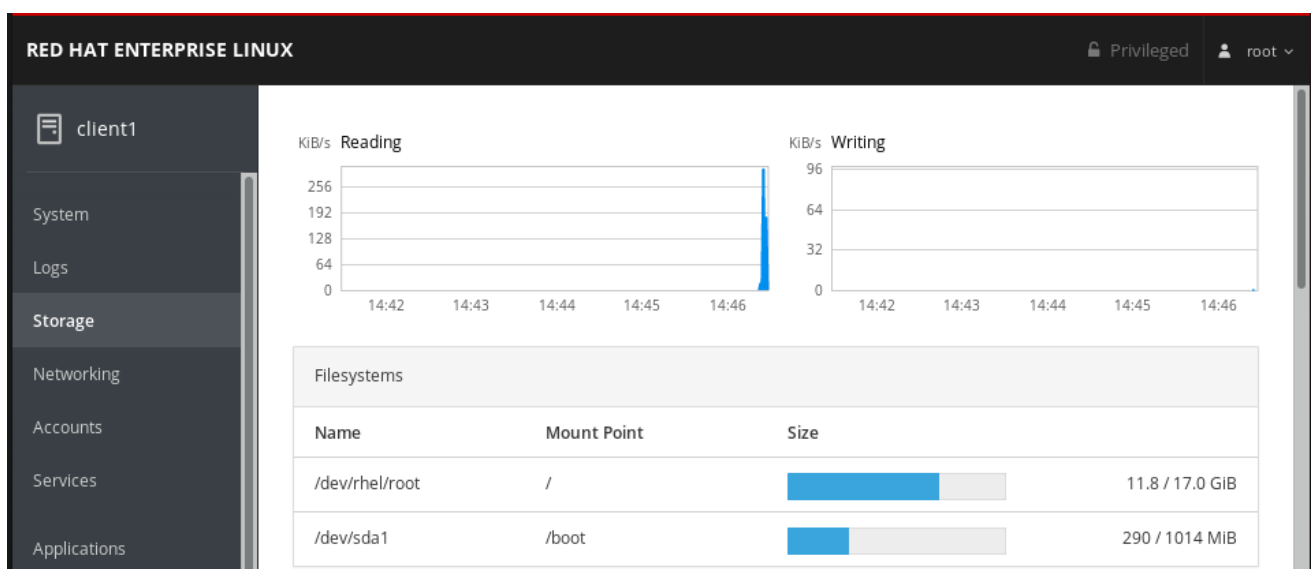 RED HAT ENTERPRISE LINUX
Privileged
root
client1
System
Logs
Storage
Networking
Accounts
Services
Applications
KiB/s Reading
256
192
128
64
0
14:42 14:43 14:44 14:45 14:46
KiB/s Writing
96
64
32
0
14:42 14:43 14:44 14:45 14:46
Filesystems
Name Mount Point Size
/dev/rhel/root / 11.8 / 17.0 GiB
/dev/sda1 /boot 290 / 1014 MiB